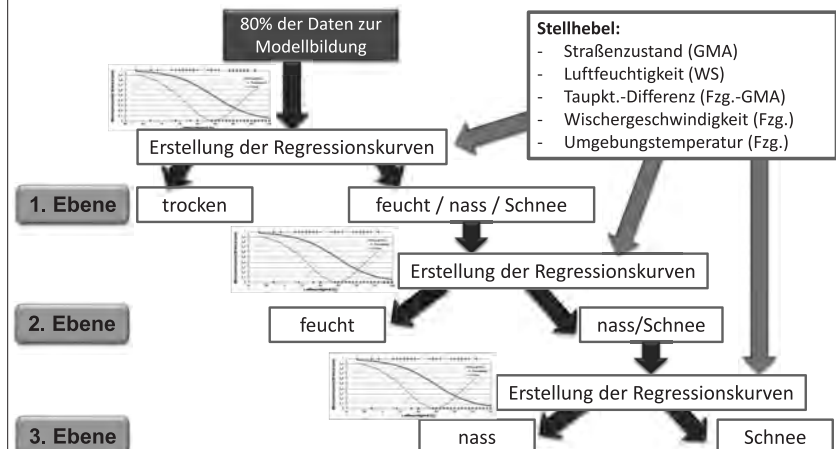 80% der Daten zur
Modellbildung
Stellhebel:
- Straßenzustand (GMA)
- Luftfeuchtigkeit (WS)
- Taupkt.-Differenz (Fzg.-GMA)
- Wischergeschwindigkeit (Fzg.)
- Umgebungstemperatur (Fzg.)
Erstellung der Regressionskurven
1. Ebene
trocken
feucht / nass / Schnee
Erstellung der Regressionskurven
2. Ebene
feucht
nass/Schnee
Erstellung der Regressionskurven
3. Ebene
nass
Schnee